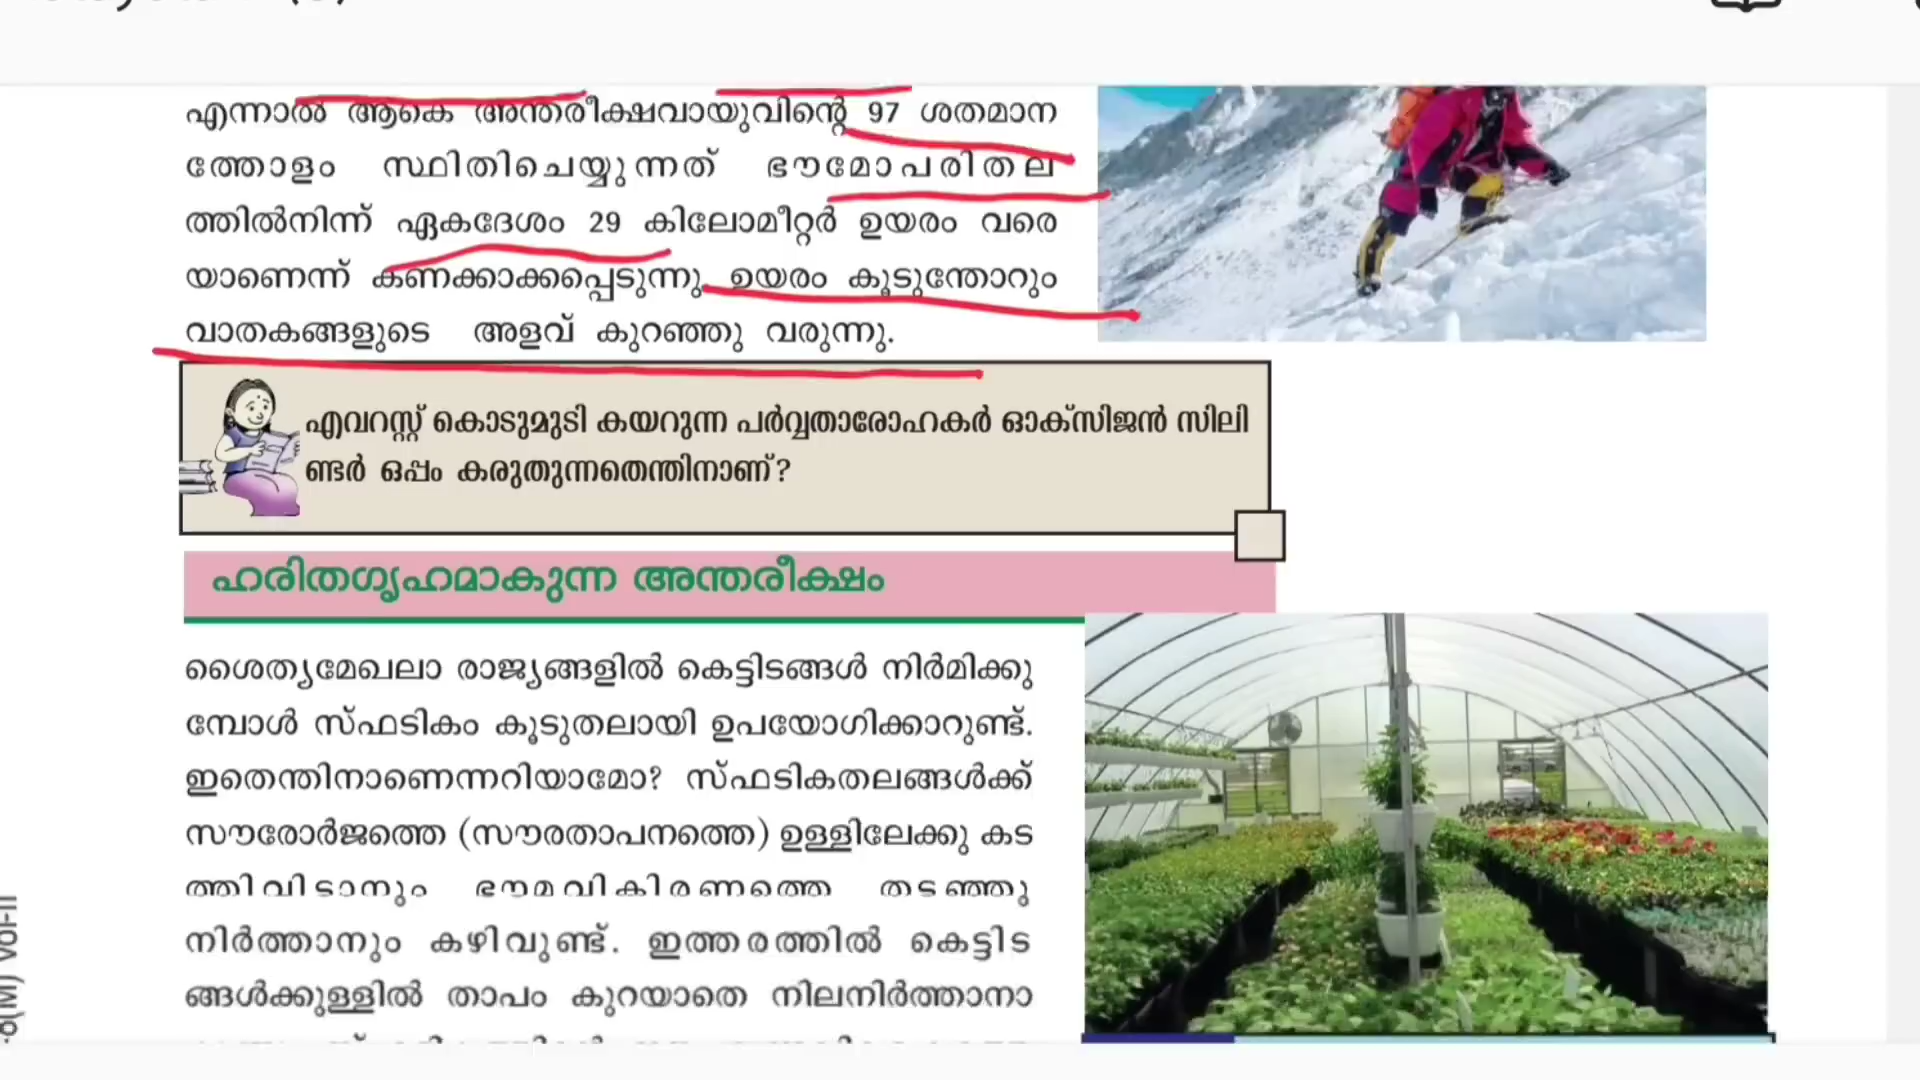 എന്നാൽ ആകെ അന്തരീക്ഷവായുവിന്റെ 97 ശതമാന
ത്തോളം സ്ഥിതിചെയ്യുന്നത് ഭൗമോപരിതല
ത്തിൽനിന്ന് ഏകദേശം 29 കിലോമീറ്റർ ഉയരം വരെ
യാണെന്ന് കണക്കാക്കപ്പെടുന്നു. ഉയരം കൂടുന്തോറും
വാതകങ്ങളുടെ അളവ് കുറഞ്ഞു വരുന്നു.
എവറസ്റ്റ് കൊടുമുടി കയറുന്ന പർവ്വതാരോഹകർ ഓക്സിജൻ സിലി
ണ്ടർ ഒപ്പം കരുതുന്നതെന്തിനാണ്?
ഹരിതഗൃഹമാകുന്ന അന്തരീക്ഷം
ശൈത്യമേഖലാ രാജ്യങ്ങളിൽ കെട്ടിടങ്ങൾ നിർമിക്കു
മ്പോൾ സ്ഫടികം കൂടുതലായി ഉപയോഗിക്കാറുണ്ട്.
ഇതെന്തിനാണെന്നറിയാമോ? സ്ഫടികതലങ്ങൾക്ക്
സൗരോർജത്തെ (സൗരതാപനത്തെ) ഉള്ളിലേക്കു കട
ത്തിവിടാനും ഭൗമവികിരണത്തെ തടഞ്ഞു
നിർത്താനും കഴിവുണ്ട്. ഇത്തരത്തിൽ കെട്ടിട
ങ്ങൾക്കുള്ളിൽ താപം കുറയാതെ നിലനിർത്താനാ
(M) Vol-II